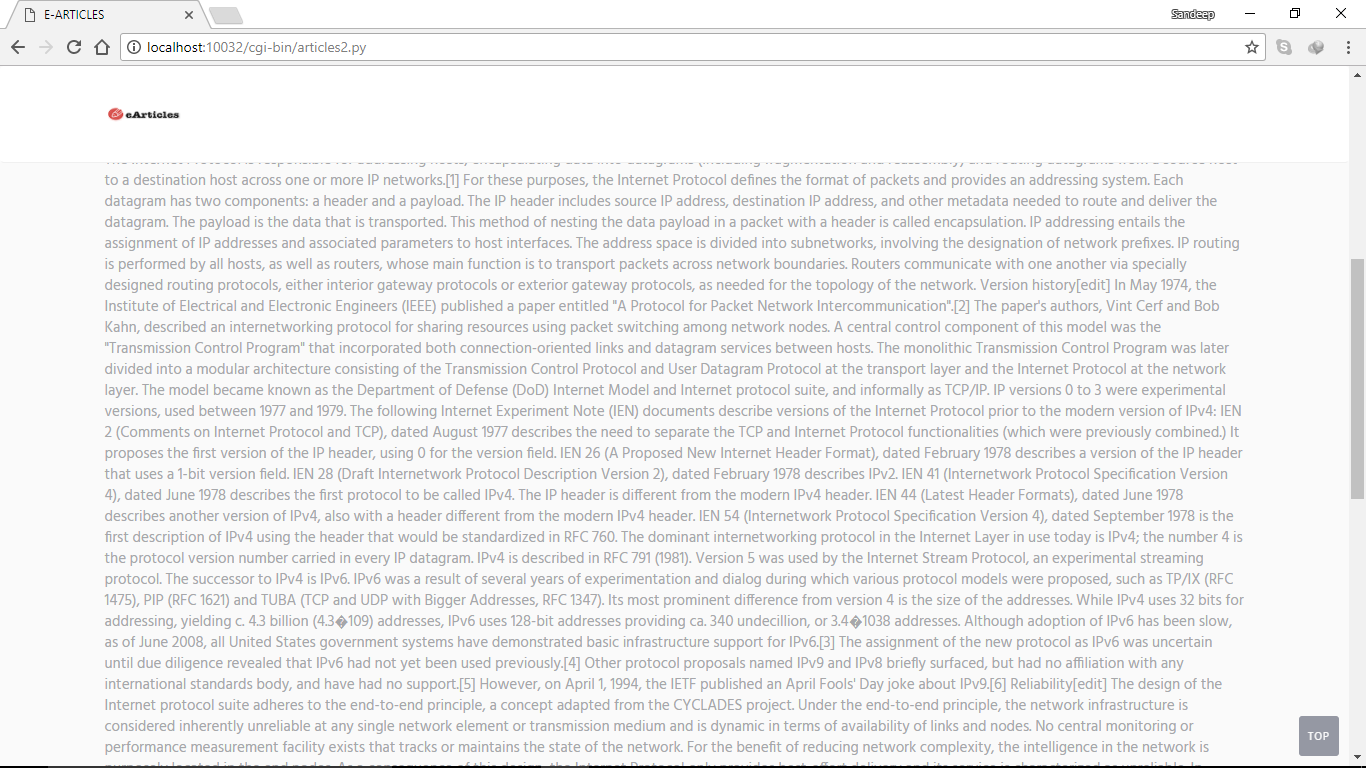 E-ARTICLES
Sandeep
localhost:10032/cgi-bin/articles2.py
eArticles
The Internet Protocol is responsible for addressing hosts, encapsulating data into datagrams (including fragmentation and reassembly) and routing datagrams from a source host
to a destination host across one or more IP networks.[1] For these purposes, the Internet Protocol defines the format of packets and provides an addressing system. Each
datagram has two components: a header and a payload. The IP header includes source IP address, destination IP address, and other metadata needed to route and deliver the
datagram. The payload is the data that is transported. This method of nesting the data payload in a packet with a header is called encapsulation. IP addressing entails the
assignment of IP addresses and associated parameters to host interfaces. The address space is divided into subnetworks, involving the designation of network prefixes. IP routing
is performed by all hosts, as well as routers, whose main function is to transport packets across network boundaries. Routers communicate with one another via specially
designed routing protocols, either interior gateway protocols or exterior gateway protocols, as needed for the topology of the network. Version history[edit] In May 1974, the
Institute of Electrical and Electronic Engineers (IEEE) published a paper entitled "A Protocol for Packet Network Intercommunication".[2] The paper's authors, Vint Cerf and Bob
Kahn, described an internetworking protocol for sharing resources using packet switching among network nodes. A central control component of this model was the
"Transmission Control Program" that incorporated both connection-oriented links and datagram services between hosts. The monolithic Transmission Control Program was later
divided into a modular architecture consisting of the Transmission Control Protocol and User Datagram Protocol at the transport layer and the Internet Protocol at the network
layer. The model became known as the Department of Defense (DoD) Internet Model and Internet protocol suite, and informally as TCP/IP. IP versions 0 to 3 were experimental
versions, used between 1977 and 1979. The following Internet Experiment Note (IEN) documents describe versions of the Internet Protocol prior to the modern version of IPv4: IEN
2 (Comments on Internet Protocol and TCP), dated August 1977 describes the need to separate the TCP and Internet Protocol functionalities (which were previously combined.) It
proposes the first version of the IP header, using 0 for the version field. IEN 26 (A Proposed New Internet Header Format), dated February 1978 describes a version of the IP header
that uses a 1-bit version field. IEN 28 (Draft Internetwork Protocol Description Version 2), dated February 1978 describes IPv2. IEN 41 (Internetwork Protocol Specification Version
4), dated June 1978 describes the first protocol to be called IPv4. The IP header is different from the modern IPv4 header. IEN 44 (Latest Header Formats), dated June 1978
describes another version of IPv4, also with a header different from the modern IPv4 header. IEN 54 (Internetwork Protocol Specification Version 4), dated September 1978 is the
first description of IPv4 using the header that would be standardized in RFC 760. The dominant internetworking protocol in the Internet Layer in use today is IPv4; the number 4 is
the protocol version number carried in every IP datagram. IPv4 is described in RFC 791 (1981). Version 5 was used by the Internet Stream Protocol, an experimental streaming
protocol. The successor to IPv4 is IPv6. IPv6 was a result of several years of experimentation and dialog during which various protocol models were proposed, such as TP/IX (RFC
1475), PIP (RFC 1621) and TUBA (TCP and UDP with Bigger Addresses, RFC 1347). Its most prominent difference from version 4 is the size of the addresses. While IPv4 uses 32 bits for
addressing, yielding c. 4.3 billion (4.3�109) addresses, IPv6 uses 128-bit addresses providing ca. 340 undecillion, or 3.4�1038 addresses. Although adoption of IPv6 has been slow,
as of June 2008, all United States government systems have demonstrated basic infrastructure support for IPv6.[3] The assignment of the new protocol as IPv6 was uncertain
until due diligence revealed that IPv6 had not yet been used previously.[4] Other protocol proposals named IPv9 and IPv8 briefly surfaced, but had no affiliation with any
international standards body, and have had no support.[5] However, on April 1, 1994, the IETF published an April Fools' Day joke about IPv9.[6] Reliability[edit] The design of the
Internet protocol suite adheres to the end-to-end principle, a concept adapted from the CYCLADES project. Under the end-to-end principle, the network infrastructure is
considered inherently unreliable at any single network element or transmission medium and is dynamic in terms of availability of links and nodes. No central monitoring or
performance measurement facility exists that tracks or maintains the state of the network. For the benefit of reducing network complexity, the intelligence in the network is
TOP